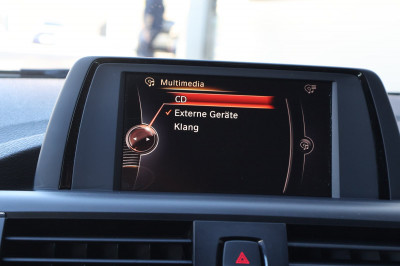 Multimedia
CD
✓ Externe Geräte
Klang